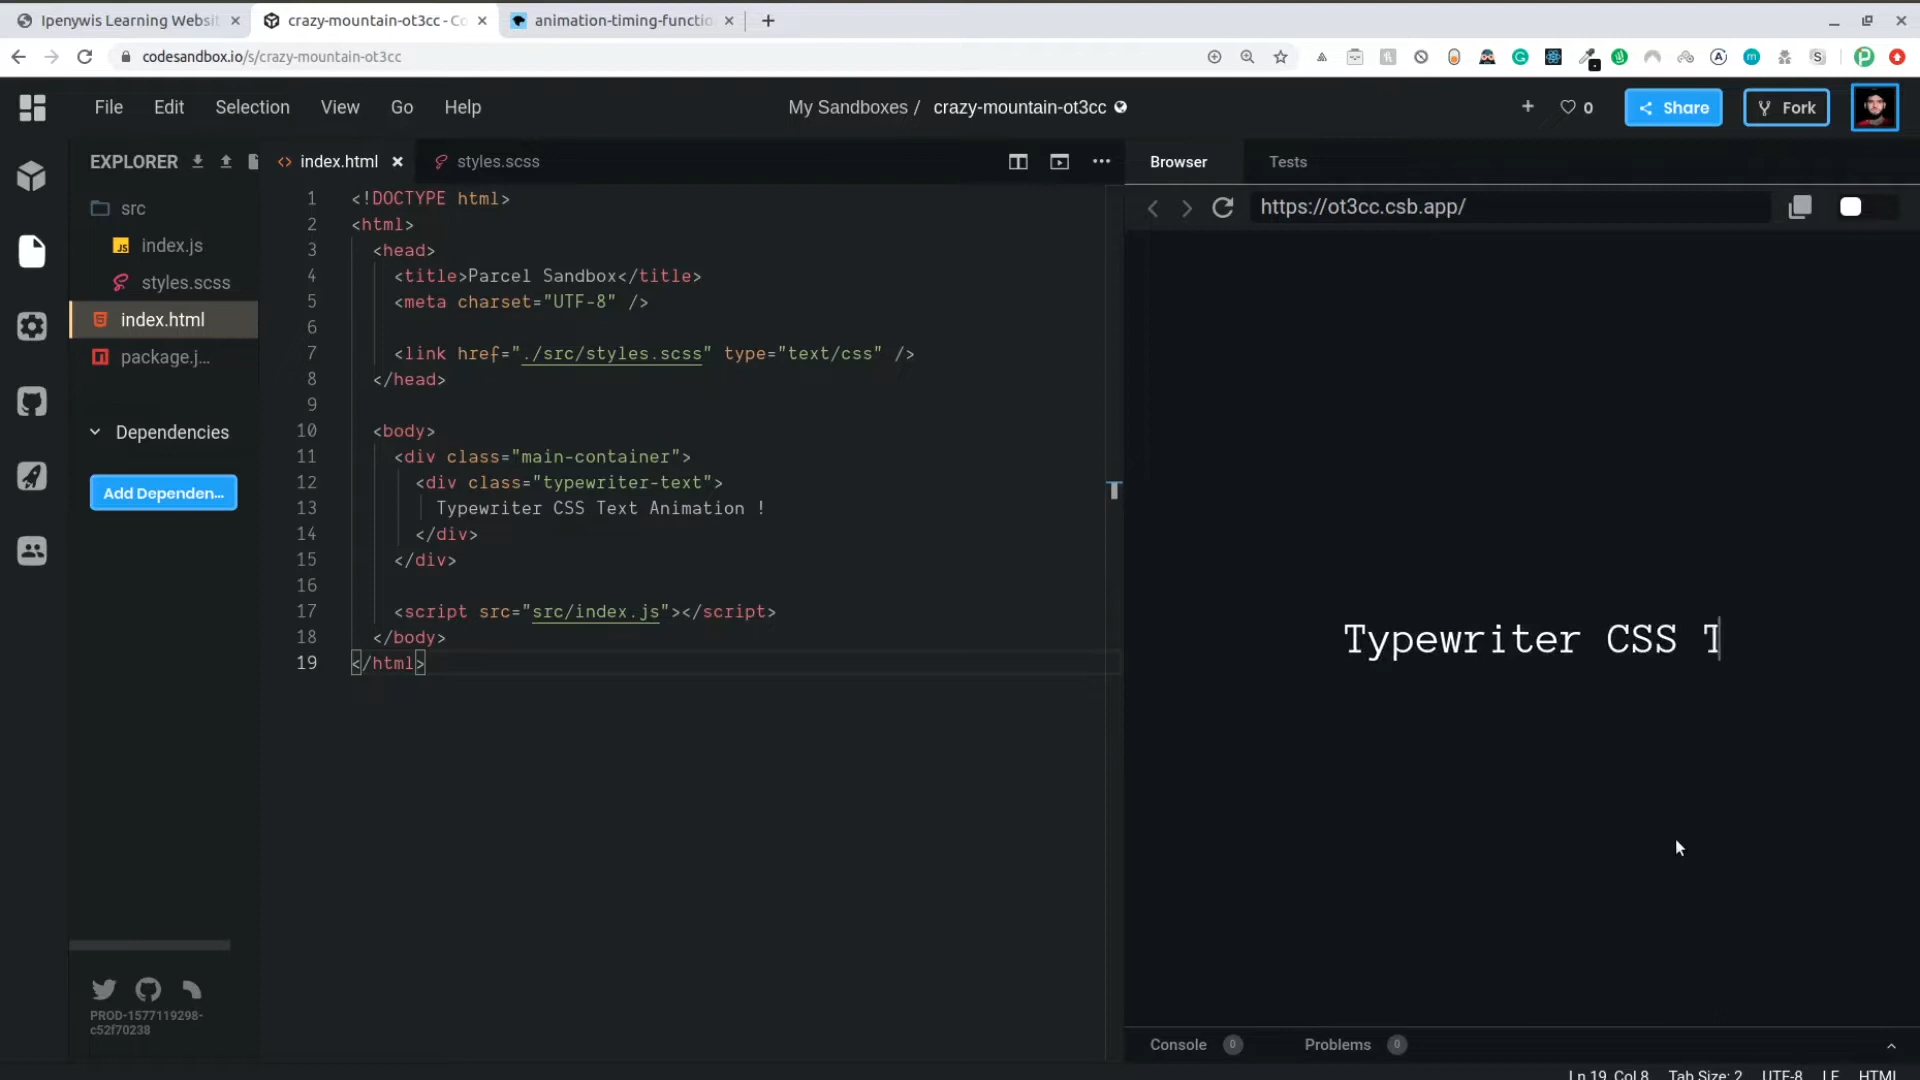 Ipenywis Learning Websit
crazy-mountain-ot3cc - Co
animation-timing-functio
codesandbox.io/s/crazy-mountain-ot3cc
File Edit Selection View Go Help
My Sandboxes / crazy-mountain-ot3cc
0
Share
Fork
EXPLORER
index.html
styles.scss
Browser
Tests
https://ot3cc.csb.app/
src
index.js
styles.scss
index.html
package.j...
Dependencies
Add Dependen...
1 <!DOCTYPE html>
2 <html>
3 <head>
4 <title>Parcel Sandbox</title>
5 <meta charset="UTF-8" />
6
7 <link href="./src/styles.scss" type="text/css" />
8 </head>
9
10 <body>
11 <div class="main-container">
12 <div class="typewriter-text">
13 Typewriter CSS Text Animation !
14 </div>
15 </div>
16
17 <script src="src/index.js"></script>
18 </body>
19 </html>
Typewriter CSS T
PROD-1577119298-
c52f70238
Console 0
Problems 0
Ln 19, Col 8 Tab Size: 2 UTF-8 LF HTML